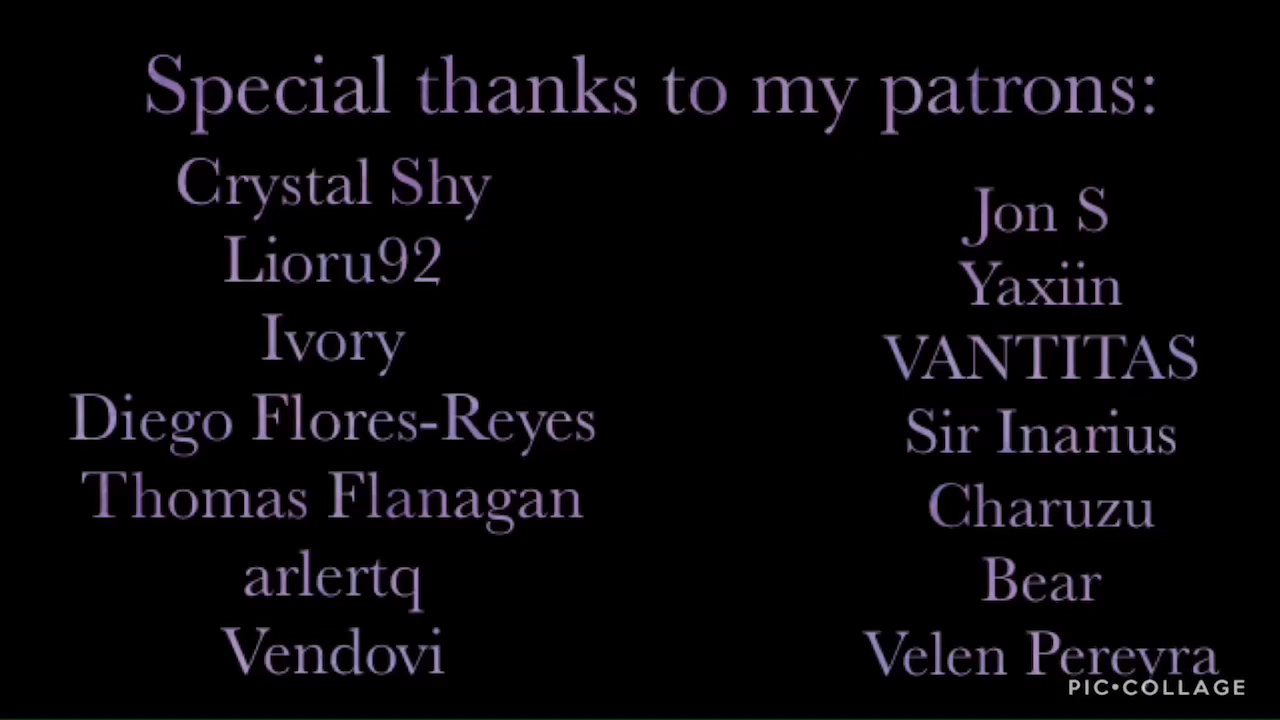 Special thanks to my patrons:
Crystal Shy
Lioru92
Ivory
Diego Flores-Reyes
Thomas Flanagan
arlertq
Vendovi
Jon S
Yaxiin
VANTITAS
Sir Inarius
Charuzu
Bear
Velen Pereyra
PIC•COLLAGE